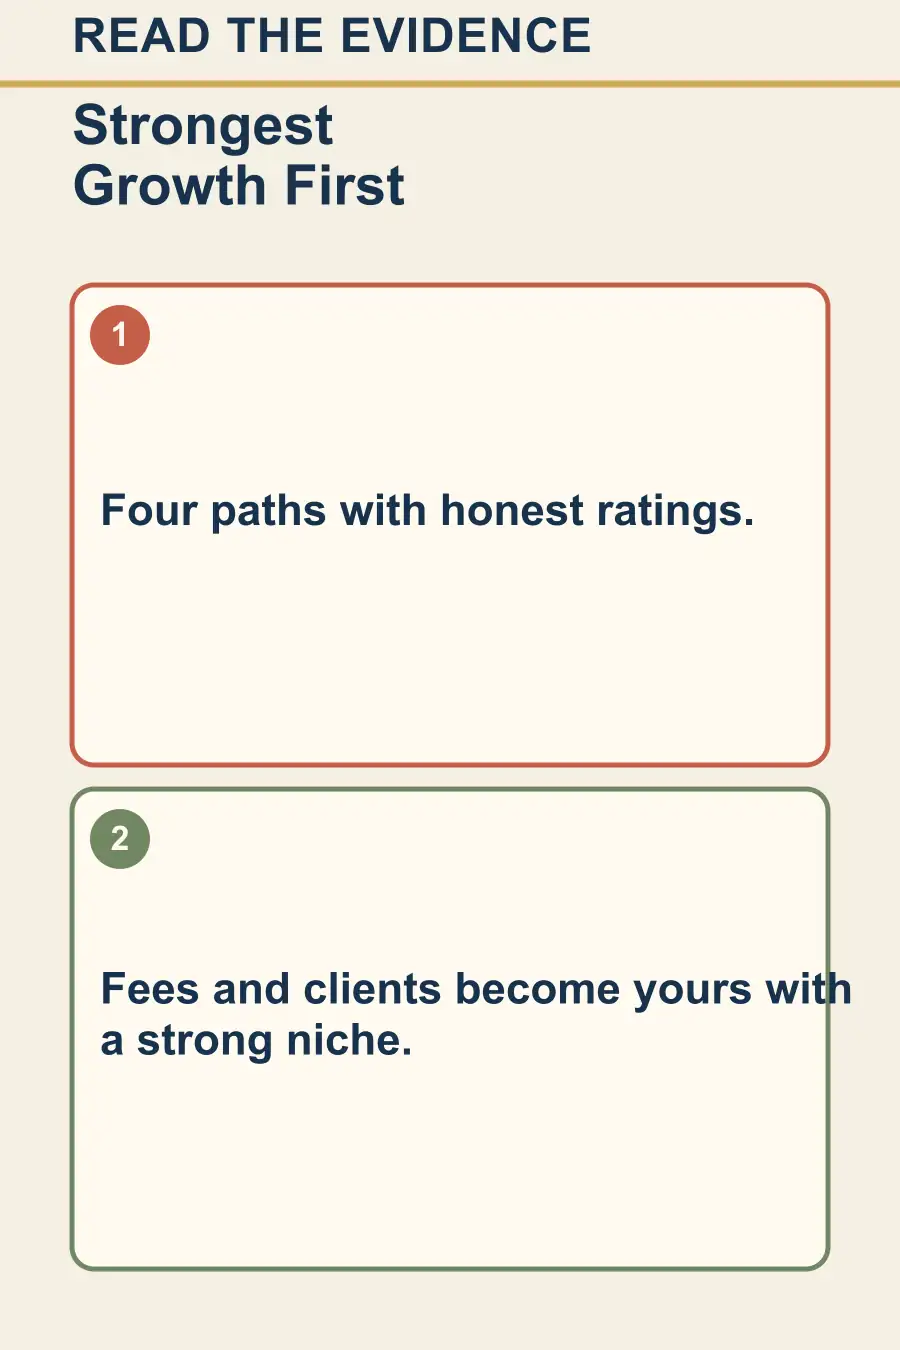 READ THE EVIDENCE
Strongest
Growth First
1
Four paths with honest ratings.
2
Fees and clients become yours with
a strong niche.